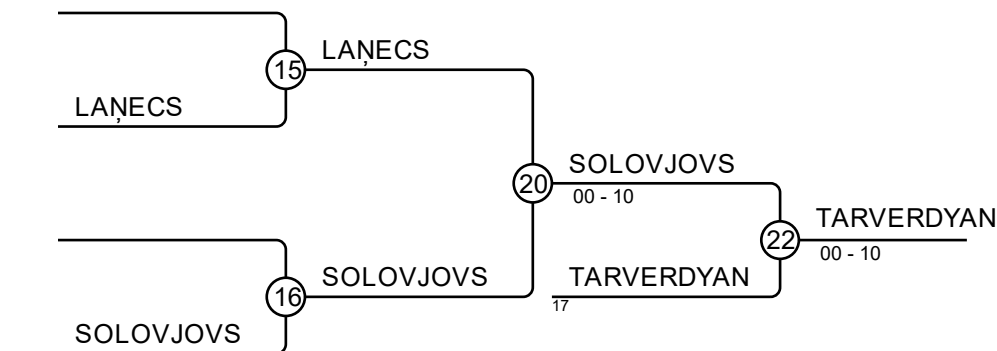 LAŅECS
15
LAŅECS
SOLOVJOVS
20
00 - 10
TARVERDYAN
22
00 - 10
SOLOVJOVS
TARVERDYAN
16
17
SOLOVJOVS